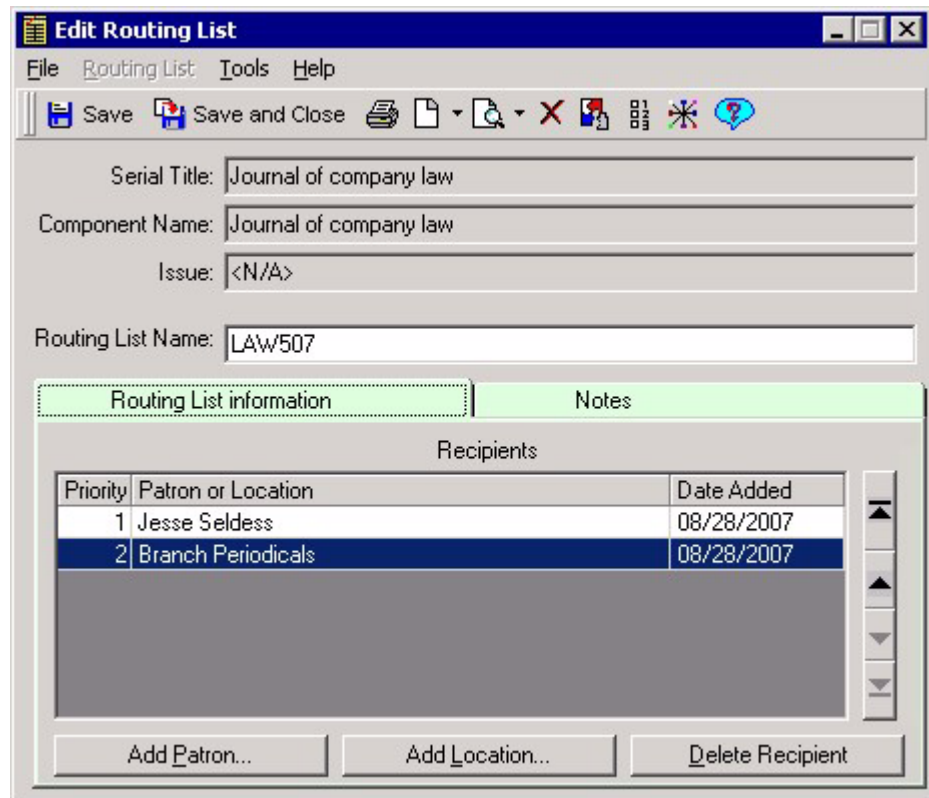 Edit Routing List
File Routing List Tools Help
Save Save and Close
Serial Title: Journal of company law
Component Name: Journal of company law
Issue: <N/A>
Routing List Name: LAW507
Routing List information Notes
Recipients
Priority Patron or Location Date Added
1 Jesse Seldess 08/28/2007
2 Branch Periodicals 08/28/2007
Add Patron... Add Location... Delete Recipient